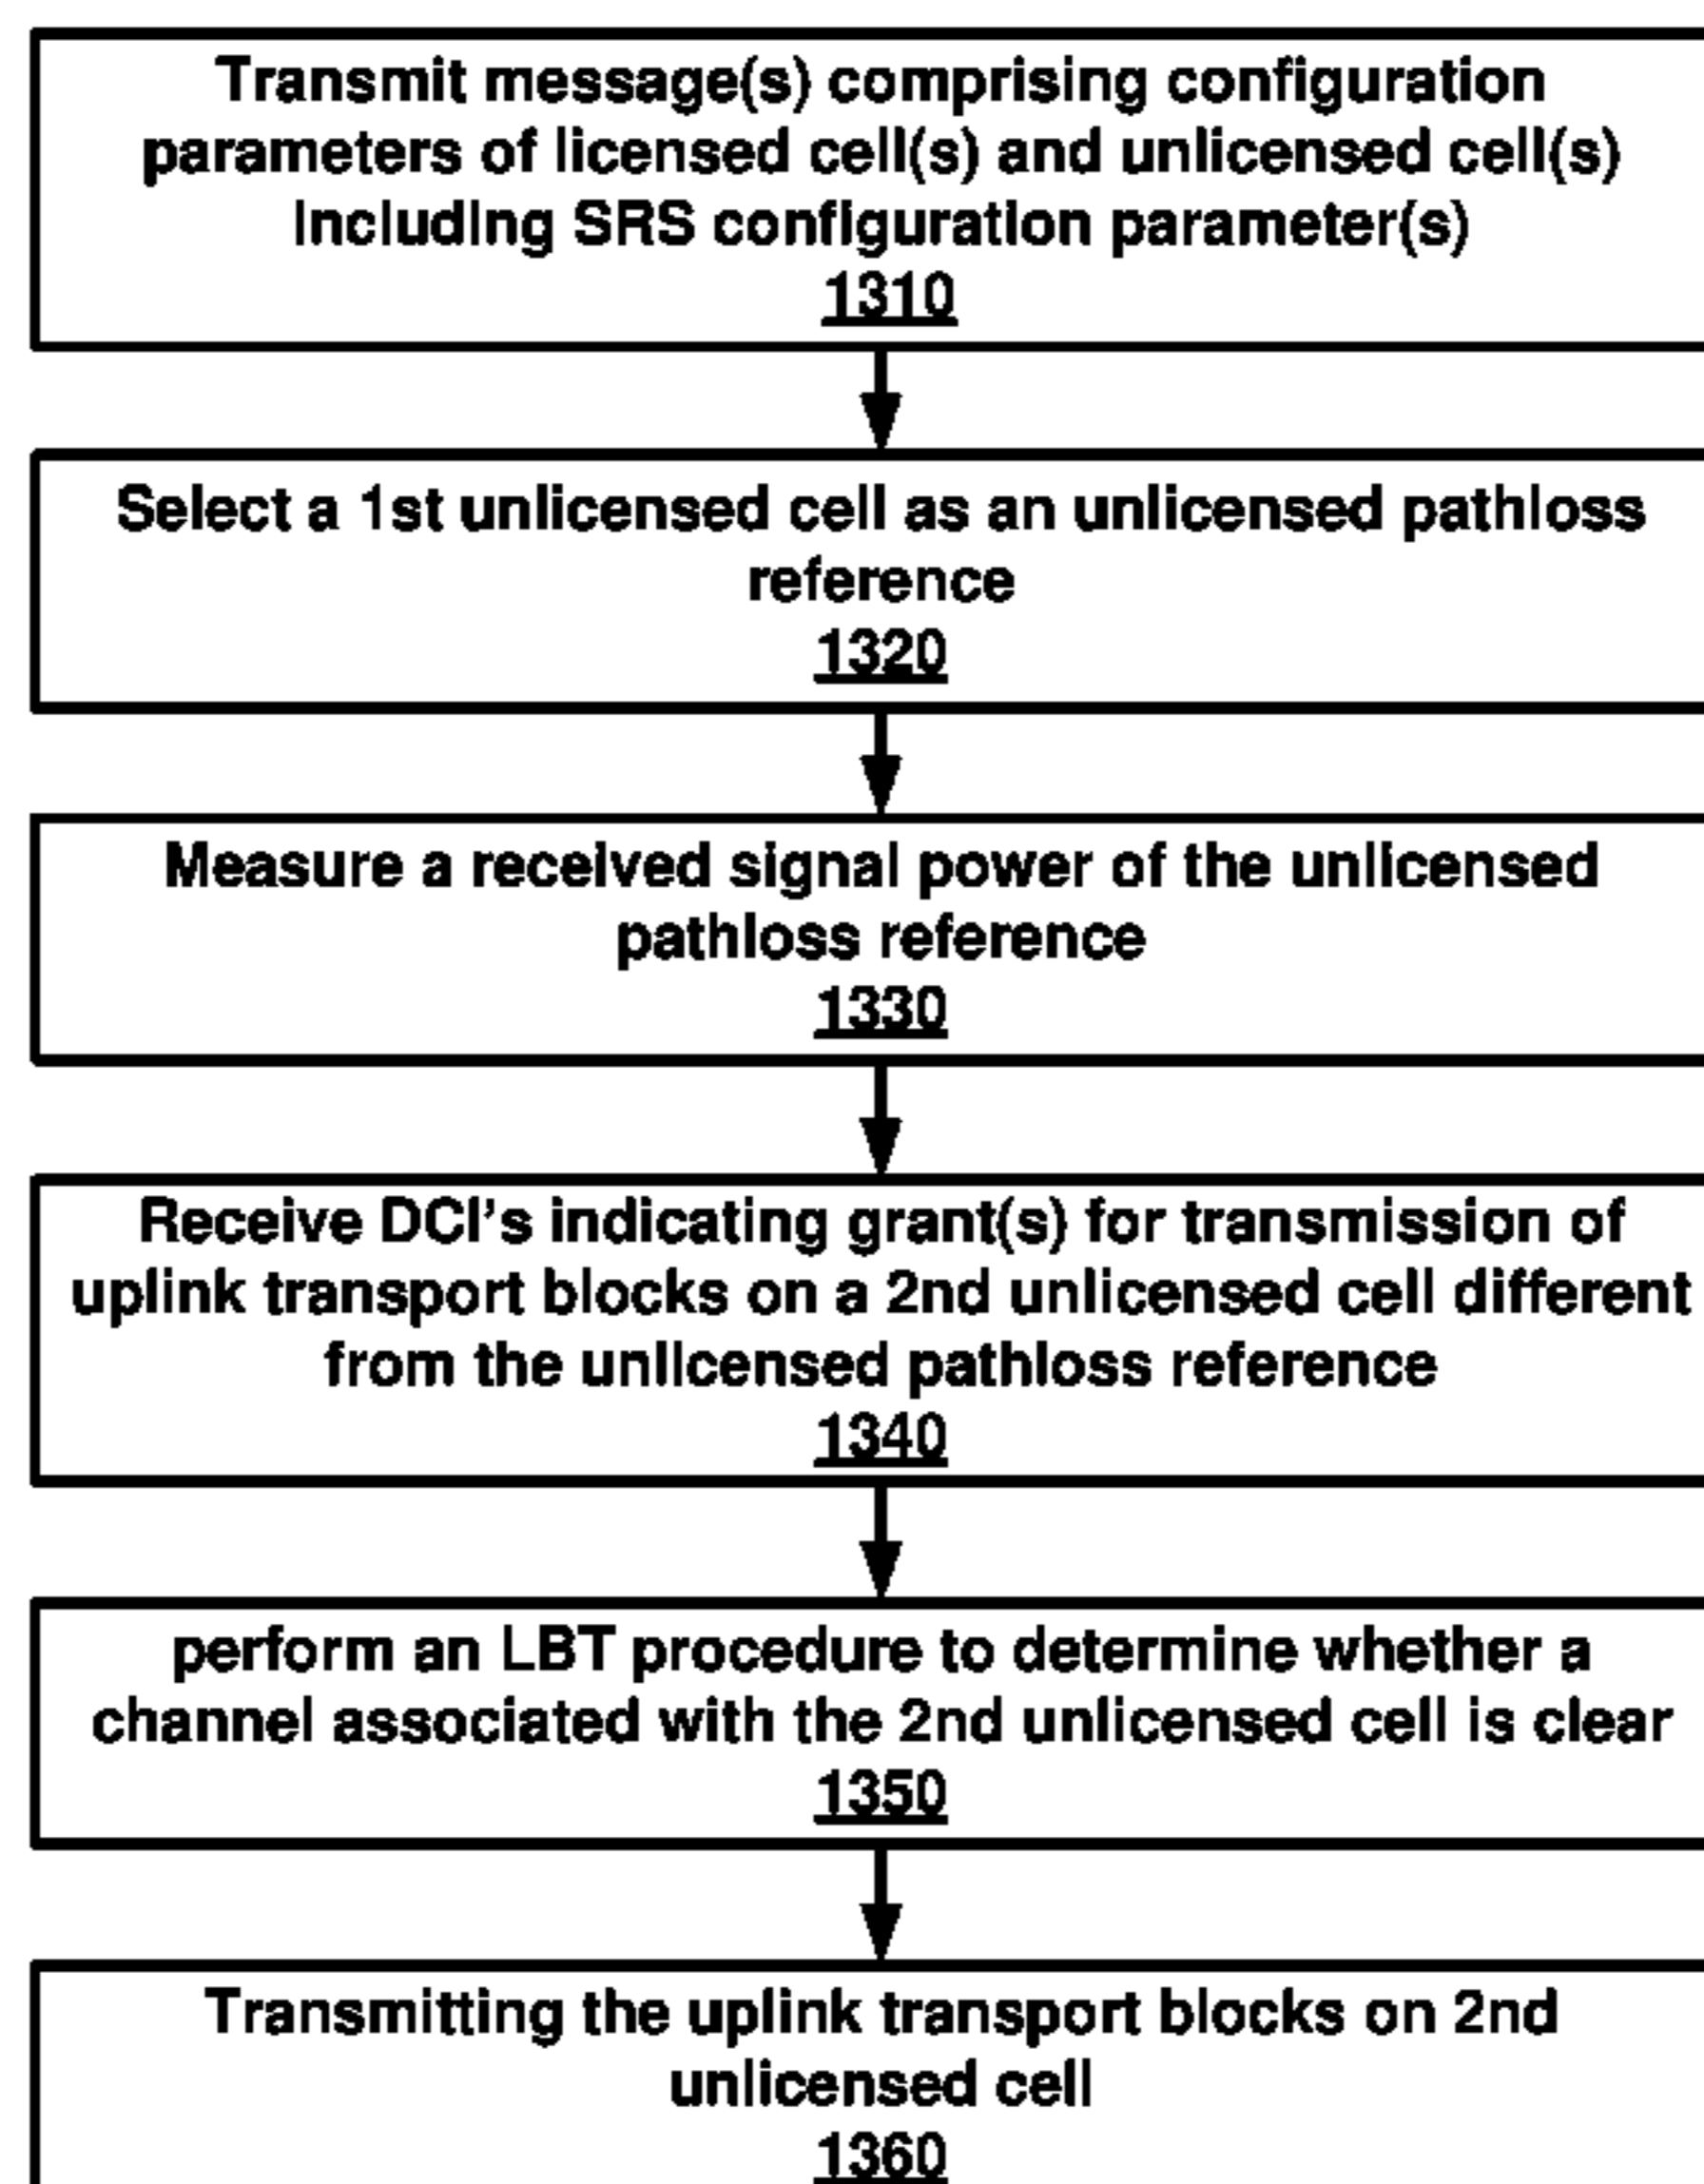 Transmit message(s) comprising configuration
parameters of licensed cell(s) and unlicensed cell(s)
including SRS configuration parameter(s)
1310
Select a 1st unlicensed cell as an unlicensed pathloss
reference
1320
Measure a received signal power of the unlicensed
pathloss reference
1330
Receive DCI's indicating grant(s) for transmission of
uplink transport blocks on a 2nd unlicensed cell different
from the unlicensed pathloss reference
1340
perform an LBT procedure to determine whether a
channel associated with the 2nd unlicensed cell is clear
1350
Transmitting the uplink transport blocks on 2nd
unlicensed cell
1360